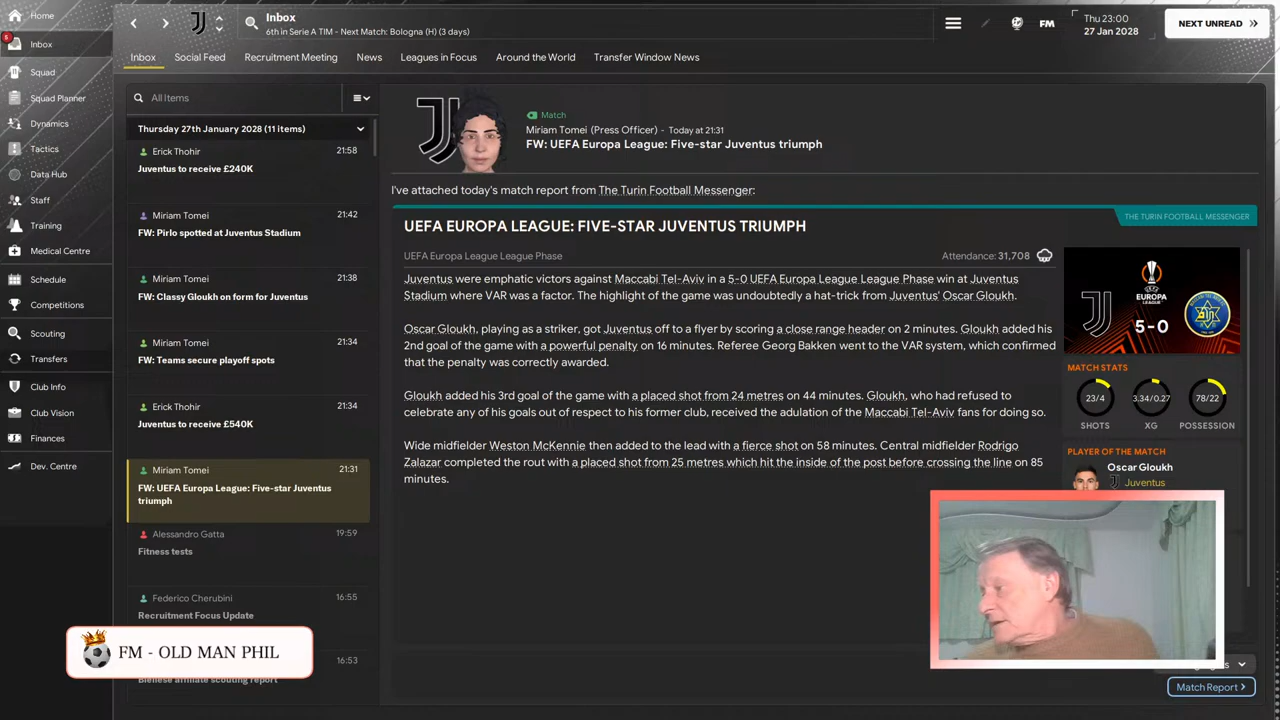 Home
Inbox
5
Squad
Squad Planner
Dynamics
Tactics
Data Hub
Staff
Training
Medical Centre
Schedule
Competitions
Scouting
Transfers
Club Info
Club Vision
Finances
Dev. Centre
Inbox
6th in Serie A TIM - Next Match: Bologna (H) (3 days)
FM
Thu 23:00
27 Jan 2028
NEXT UNREAD
Inbox
Social Feed
Recruitment Meeting
News
Leagues in Focus
Around the World
Transfer Window News
All Items
Thursday 27th January 2028 (11 items)
Erick Thohir 21:58
Juventus to receive £240K
Miriam Tomei 21:42
FW: Pirlo spotted at Juventus Stadium
Miriam Tomei 21:38
FW: Classy Gloukh on form for Juventus
Miriam Tomei 21:34
FW: Teams secure playoff spots
Erick Thohir 21:34
Juventus to receive £540K
Miriam Tomei 21:31
FW: UEFA Europa League: Five-star Juventus
triumph
Alessandro Gatta 19:59
Fitness tests
Federico Cherubini 16:55
Recruitment Focus Update
16:53
Biellese affiliate scouting report
Match
Miriam Tomei (Press Officer) - Today at 21:31
FW: UEFA Europa League: Five-star Juventus triumph
I've attached today's match report from The Turin Football Messenger:
THE TURIN FOOTBALL MESSENGER
UEFA EUROPA LEAGUE: FIVE-STAR JUVENTUS TRIUMPH
UEFA Europa League League Phase
Attendance: 31,708
Juventus were emphatic victors against Maccabi Tel-Aviv in a 5-0 UEFA Europa League League Phase win at Juventus
Stadium where VAR was a factor. The highlight of the game was undoubtedly a hat-trick from Juventus' Oscar Gloukh.
Oscar Gloukh, playing as a striker, got Juventus off to a flyer by scoring a close range header on 2 minutes. Gloukh added his
2nd goal of the game with a powerful penalty on 16 minutes. Referee Georg Bakken went to the VAR system, which confirmed
that the penalty was correctly awarded.
Gloukh added his 3rd goal of the game with a placed shot from 24 metres on 44 minutes. Gloukh, who had refused to
celebrate any of his goals out of respect to his former club, received the adulation of the Maccabi Tel-Aviv fans for doing so.
Wide midfielder Weston McKennie then added to the lead with a fierce shot on 58 minutes. Central midfielder Rodrigo
Zalazar completed the rout with a placed shot from 25 metres which hit the inside of the post before crossing the line on 85
minutes.
EUROPA
LEAGUE
5-0
MATCH STATS
23/4
3.34/0.27
78/22
SHOTS
XG
POSSESSION
PLAYER OF THE MATCH
Oscar Gloukh
Juventus
Match Report
FM - OLD MAN PHIL